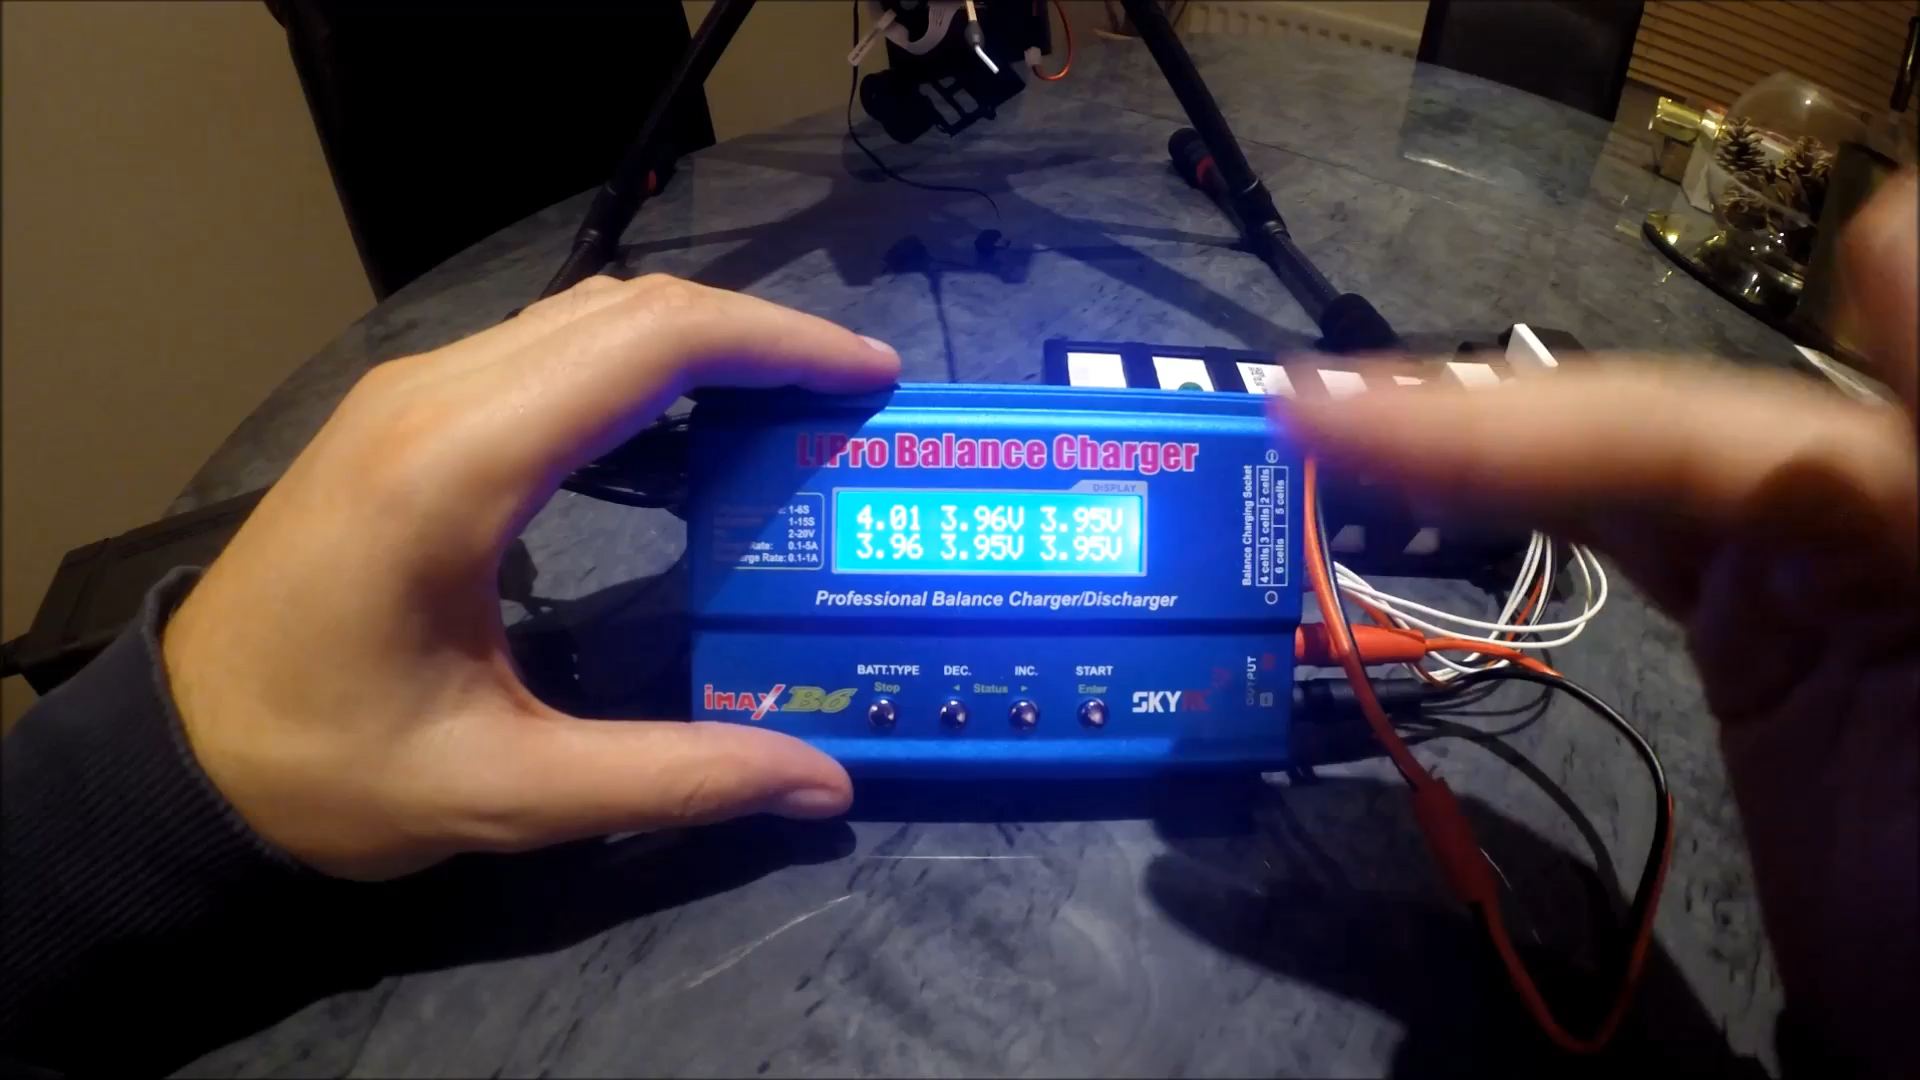 LiPro Balance Charger
DISPLAY
4.01 3.96V 3.95V
3.96 3.95V 3.95V
1-6S
1-15S
2-20V
Rate: 0.1-5A
Rate: 0.1-1A
Professional Balance Charger/Discharger
Balance Charging Socket
4 cells 3 cells 2 cells
6 cells 5 cells
BATT.TYPE DEC. INC. START
Stop Status Enter
iMAX B6
SKYRC
OUTPUT